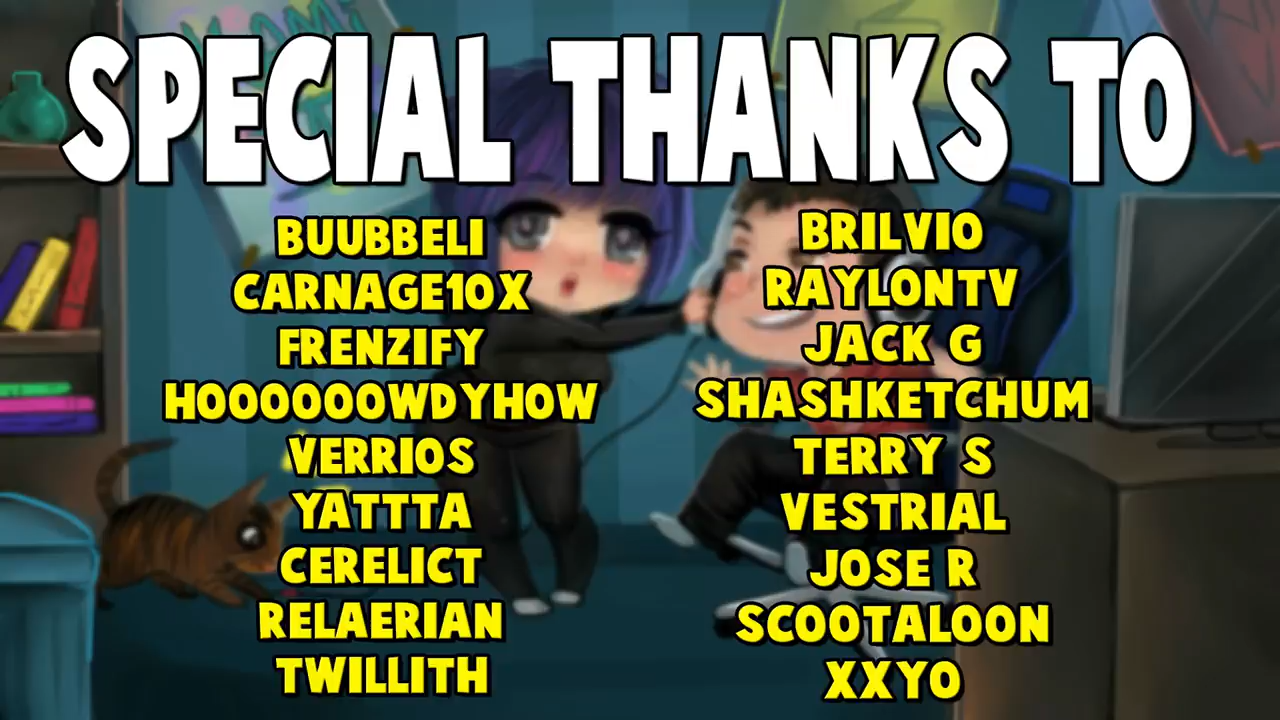 SPECIAL THANKS TO
BUUBBELI
CARNAGE10X
FRENZIFY
HOOOOOOWDYHOW
VERRIOS
YATTTA
CERELICT
RELAERIAN
TWILLITH
BRILVIO
RAYLONTV
JACK G
SHASHKETCHUM
TERRY S
VESTRIAL
JOSE R
SCOOTALOON
XXYO